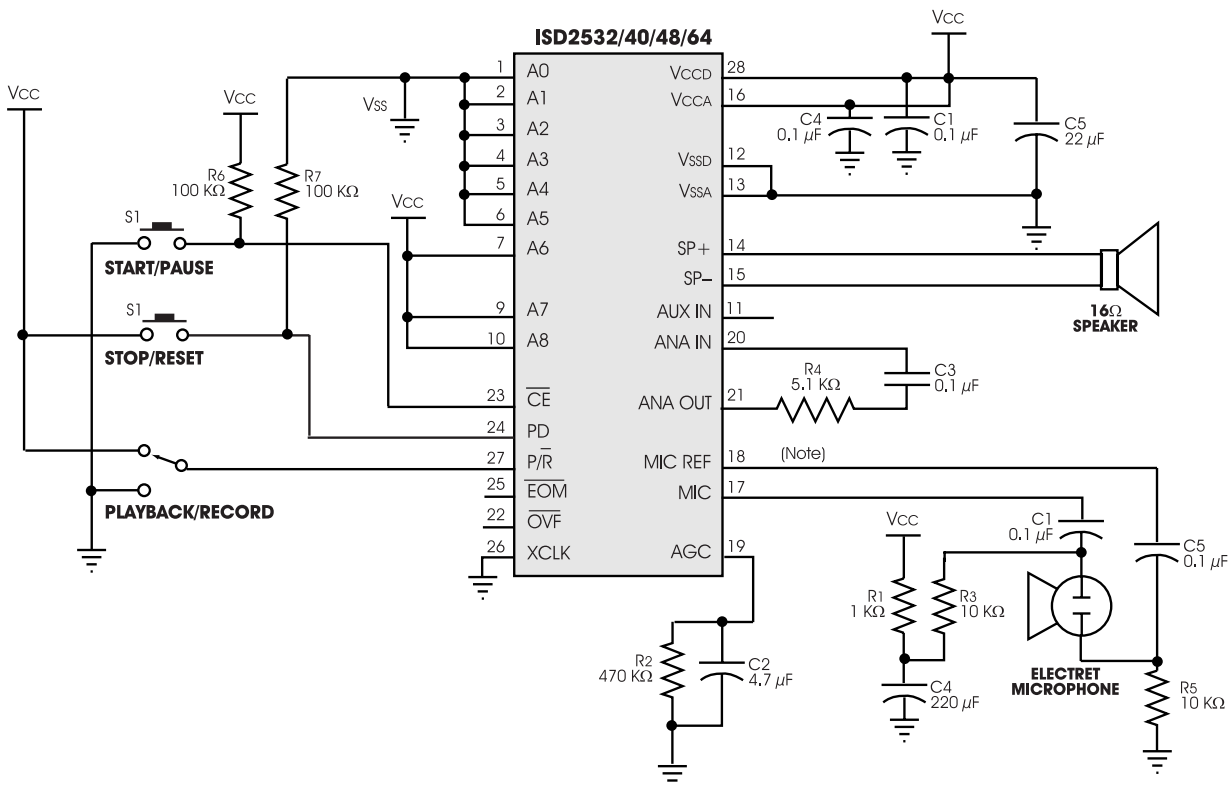 ISD2532/40/48/64
VCC
VCC
VCC
VSS
R6
100 KΩ
R7
100 KΩ
S1
START/PAUSE
S1
STOP/RESET
PLAYBACK/RECORD
VCC
1 A0
2 A1
3 A2
4 A3
5 A4
6 A5
7 A6
9 A7
10 A8
23 CE
24 PD
27 P/R
25 EOM
22 OVF
26 XCLK
VCCD 28
VCCA 16
VSSD 12
VSSA 13
SP+ 14
SP– 15
AUX IN 11
ANA IN 20
ANA OUT 21
MIC REF 18
MIC 17
AGC 19
C4
0.1 µF
C1
0.1 µF
C5
22 µF
16Ω
SPEAKER
R4
5.1 KΩ
C3
0.1 µF
(Note)
VCC
C1
0.1 µF
C5
0.1 µF
R1
1 KΩ
R3
10 KΩ
ELECTRET
MICROPHONE
C4
220 µF
R5
10 KΩ
R2
470 KΩ
C2
4.7 µF